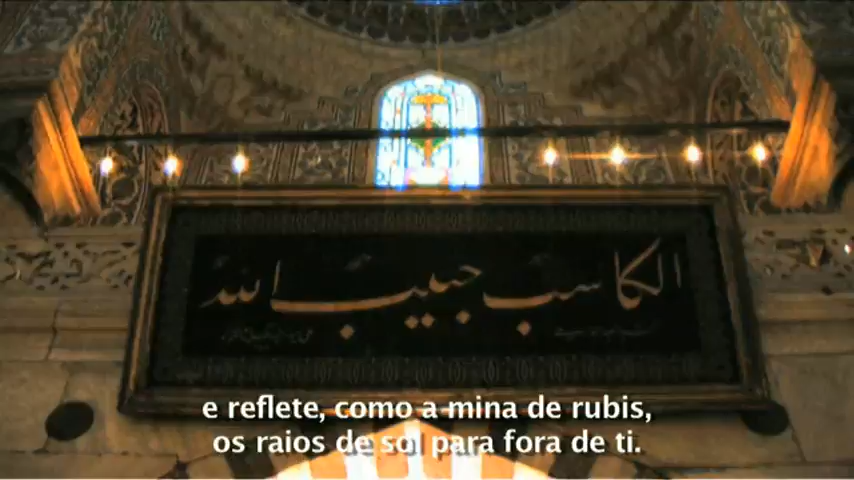 الكاسب حبيب الله
e reflete, como a mina de rubis,
os raios de sol para fora de ti.